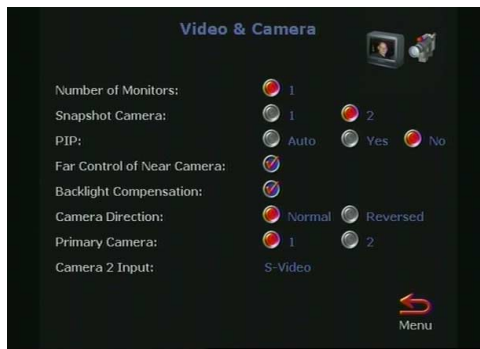 Video & Camera
Number of Monitors: 1
Snapshot Camera: 1 2
PIP: Auto Yes No
Far Control of Near Camera:
Backlight Compensation:
Camera Direction: Normal Reversed
Primary Camera: 1 2
Camera 2 Input: S-Video
Menu